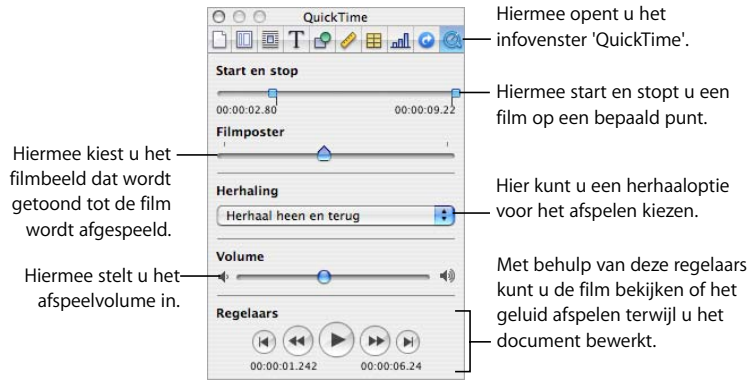 QuickTime
T
Start en stop
00:00:02.80
00:00:09.22
Filmposter
Herhaling
Herhaal heen en terug
Volume
Regelaars
00:00:01.242
00:00:06.24
Hiermee opent u het
infovenster 'QuickTime'.
Hiermee start en stopt u een
film op een bepaald punt.
Hiermee kiest u het
filmbeeld dat wordt
getoond tot de film
wordt afgespeeld.
Hier kunt u een herhaaloptie
voor het afspelen kiezen.
Hiermee stelt u het
afspeelvolume in.
Met behulp van deze regelaars
kunt u de film bekijken of het
geluid afspelen terwijl u het
document bewerkt.